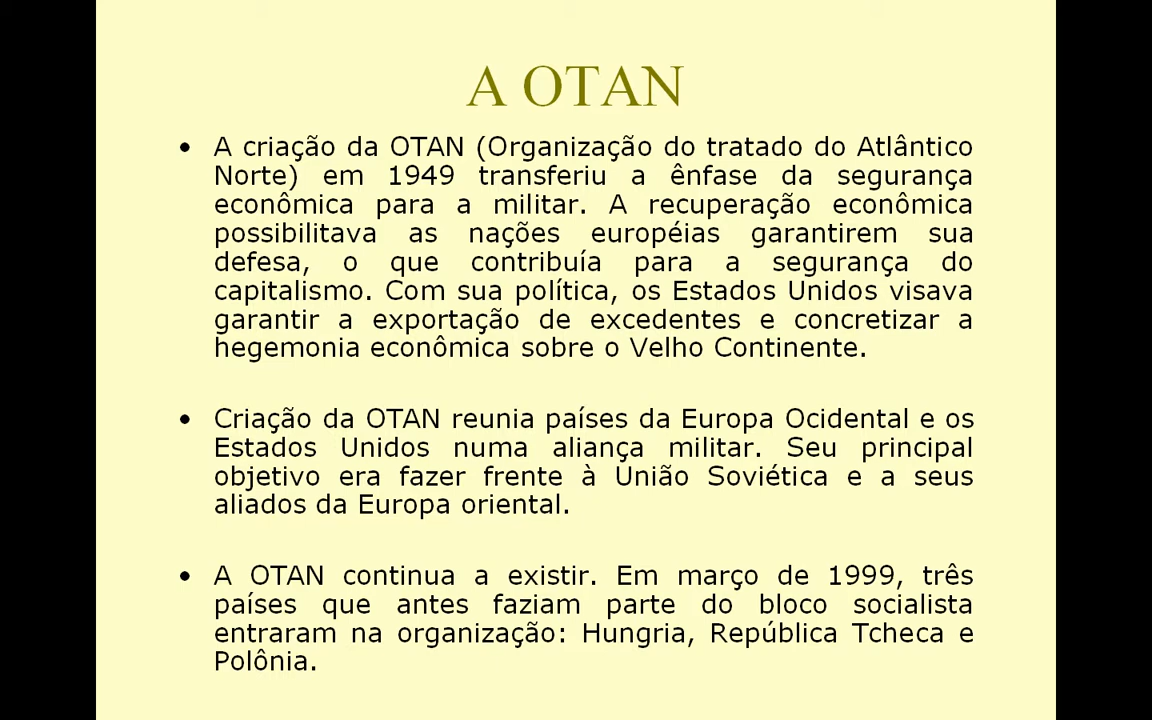 A OTAN
• A criação da OTAN (Organização do tratado do Atlântico
Norte) em 1949 transferiu a ênfase da segurança
econômica para a militar. A recuperação econômica
possibilitava as nações européias garantirem sua
defesa, o que contribuía para a segurança do
capitalismo. Com sua política, os Estados Unidos visava
garantir a exportação de excedentes e concretizar a
hegemonia econômica sobre o Velho Continente.
• Criação da OTAN reunia países da Europa Ocidental e os
Estados Unidos numa aliança militar. Seu principal
objetivo era fazer frente à União Soviética e a seus
aliados da Europa oriental.
• A OTAN continua a existir. Em março de 1999, três
países que antes faziam parte do bloco socialista
entraram na organização: Hungria, República Tcheca e
Polônia.